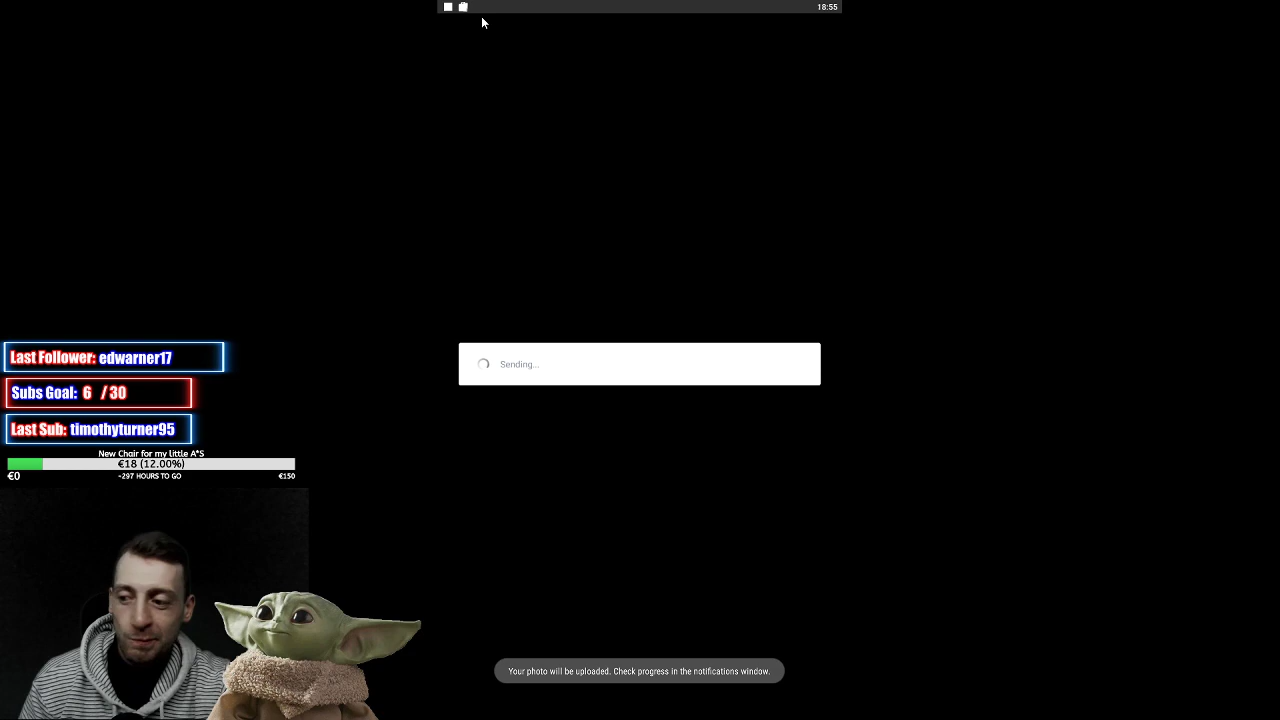 18:55
Sending...
Last Follower: edwarner17
Subs Goal: 6 / 30
Last Sub: timothyturner95
New Chair for my little A*S
€18 (12.00%)
€0 ~297 HOURS TO GO €150
Your photo will be uploaded. Check progress in the notifications window.